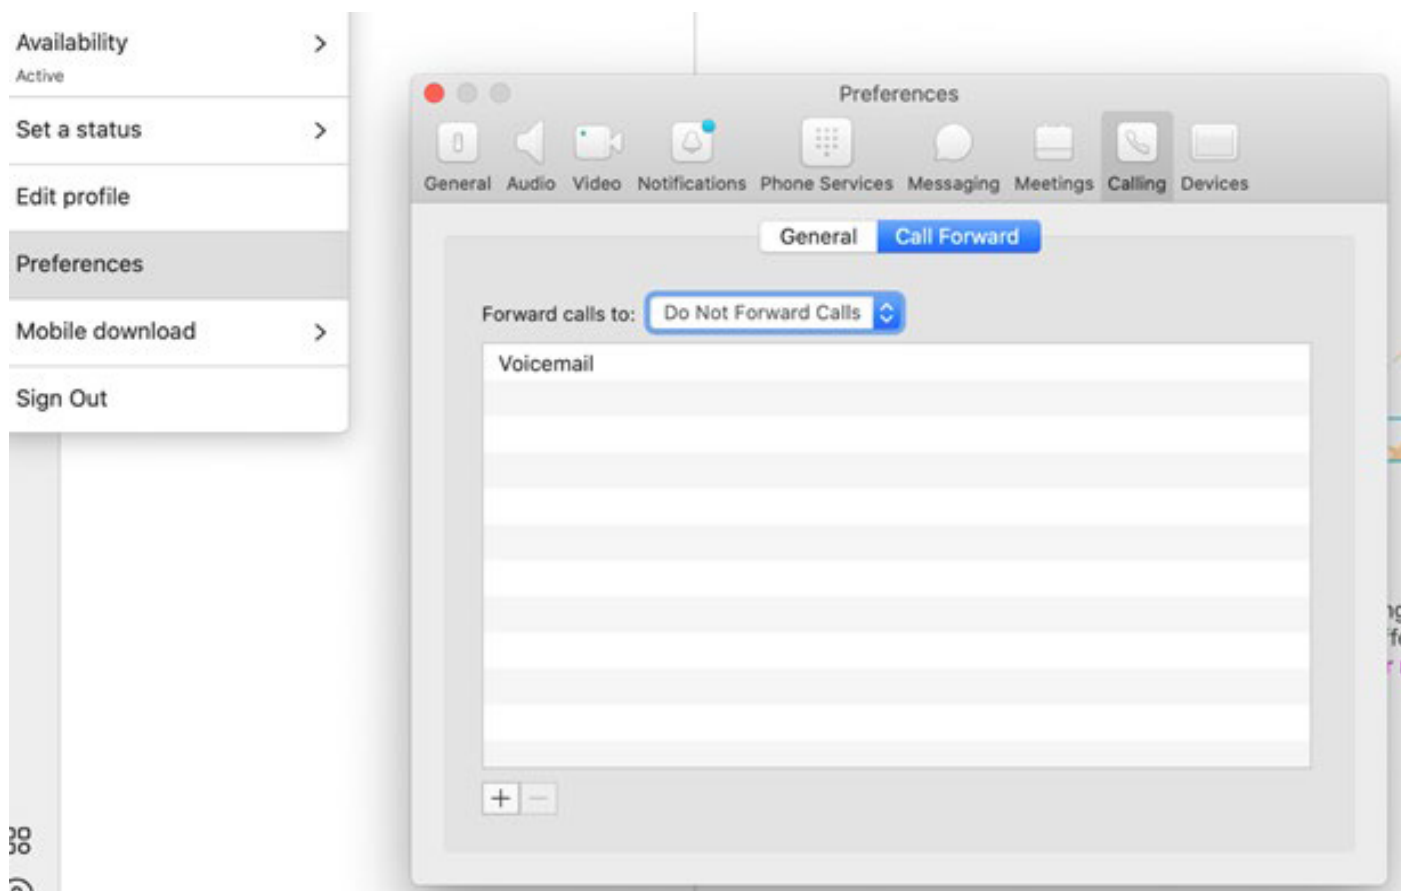 Availability
Active
Set a status
Edit profile
Preferences
Mobile download
Sign Out
Preferences
General Audio Video Notifications Phone Services Messaging Meetings Calling Devices
General Call Forward
Forward calls to: Do Not Forward Calls
Voicemail